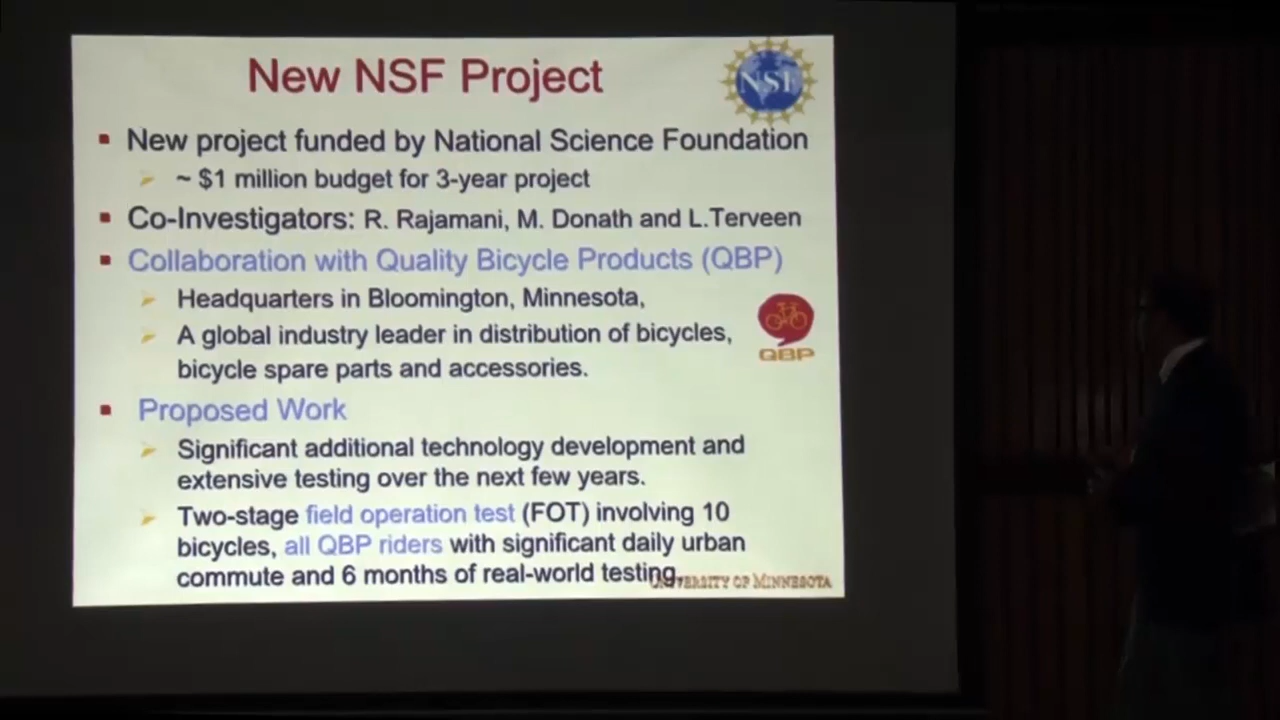 New NSF Project
NSF
New project funded by National Science Foundation
~ $1 million budget for 3-year project
Co-Investigators: R. Rajamani, M. Donath and L.Terveen
Collaboration with Quality Bicycle Products (QBP)
Headquarters in Bloomington, Minnesota,
A global industry leader in distribution of bicycles,
bicycle spare parts and accessories.
QBP
Proposed Work
Significant additional technology development and
extensive testing over the next few years.
Two-stage field operation test (FOT) involving 10
bicycles, all QBP riders with significant daily urban
commute and 6 months of real-world testing.
UNIVERSITY OF MINNESOTA